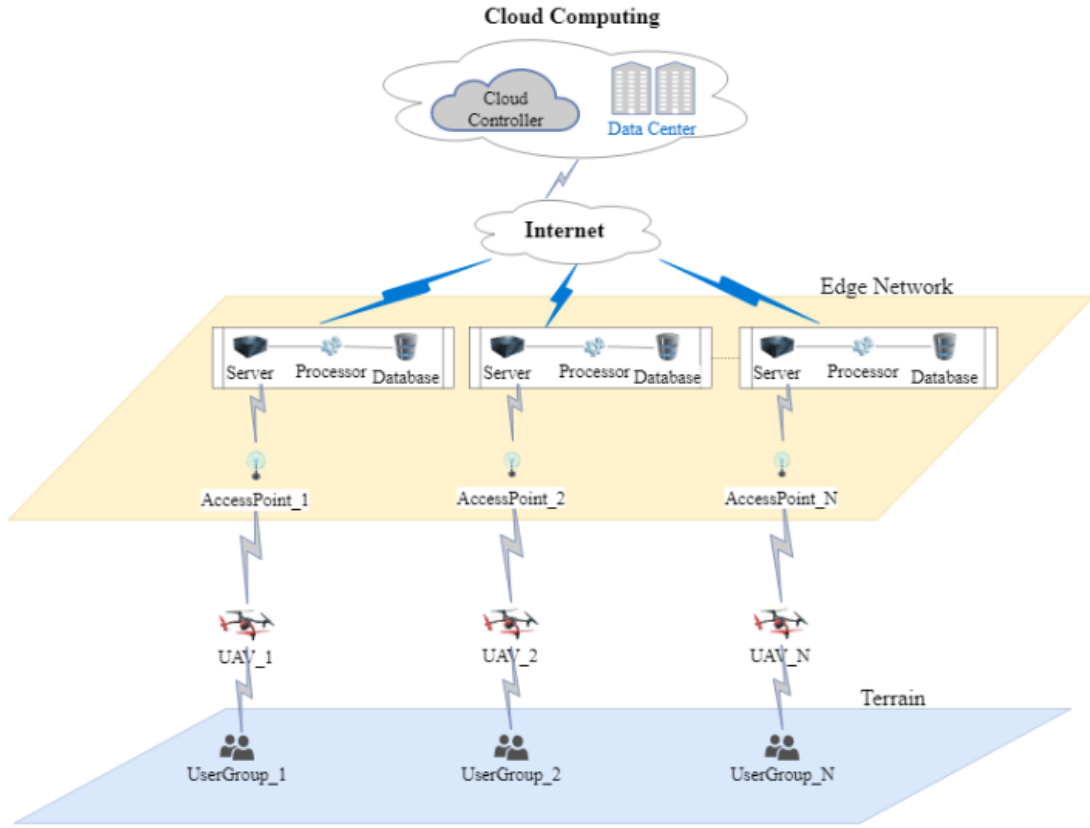 Cloud Computing
Cloud
Controller
Data Center
Internet
Edge Network
Server
Processor
Database
Server
Processor
Database
Server
Processor
Database
AccessPoint_1
AccessPoint_2
AccessPoint_N
UAV_1
UAV_2
UAV_N
Terrain
UserGroup_1
UserGroup_2
UserGroup_N